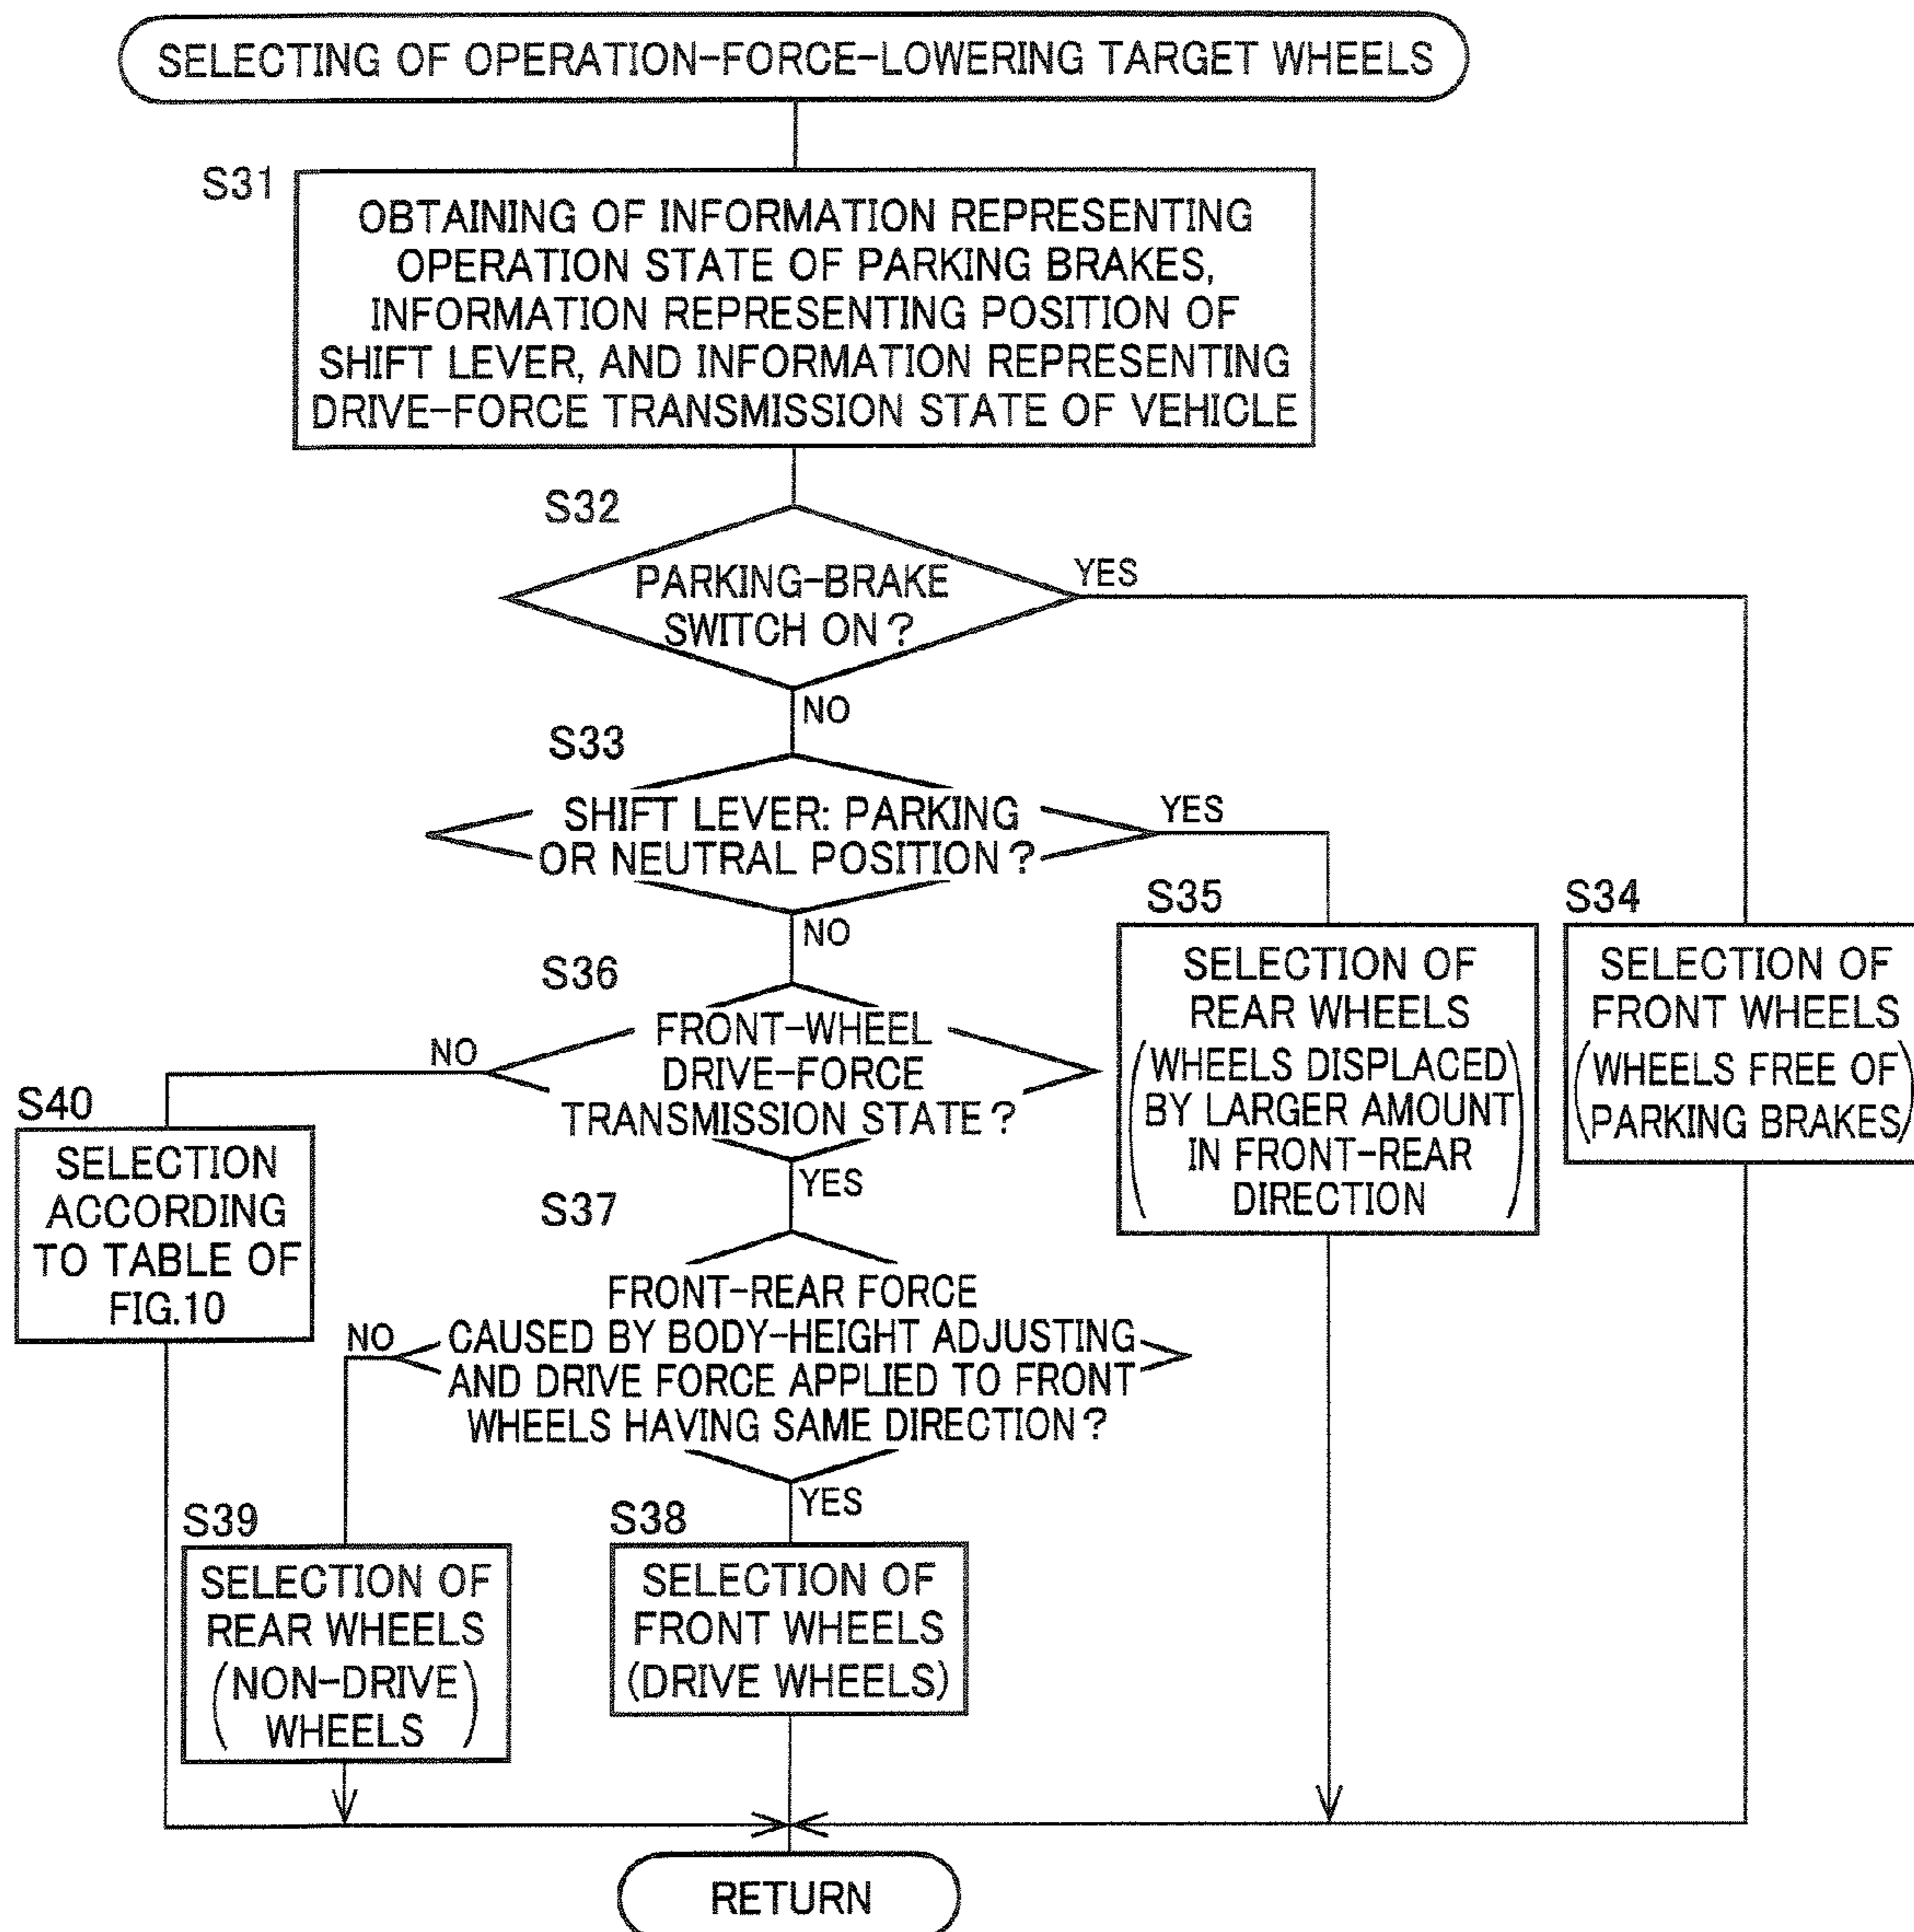 SELECTING OF OPERATION-FORCE-LOWERING TARGET WHEELS
S31
OBTAINING OF INFORMATION REPRESENTING
OPERATION STATE OF PARKING BRAKES,
INFORMATION REPRESENTING POSITION OF
SHIFT LEVER, AND INFORMATION REPRESENTING
DRIVE-FORCE TRANSMISSION STATE OF VEHICLE
S32
PARKING-BRAKE
SWITCH ON?
YES
NO
S33
SHIFT LEVER: PARKING
OR NEUTRAL POSITION?
YES
NO
S35
SELECTION OF
REAR WHEELS
(WHEELS DISPLACED
BY LARGER AMOUNT
IN FRONT-REAR
DIRECTION)
S34
SELECTION OF
FRONT WHEELS
(WHEELS FREE OF
PARKING BRAKES)
S36
FRONT-WHEEL
DRIVE-FORCE
TRANSMISSION STATE?
NO
YES
S40
SELECTION
ACCORDING
TO TABLE OF
FIG.10
S37
FRONT-REAR FORCE
CAUSED BY BODY-HEIGHT ADJUSTING
AND DRIVE FORCE APPLIED TO FRONT
WHEELS HAVING SAME DIRECTION?
NO
YES
S39
SELECTION OF
REAR WHEELS
(NON-DRIVE
WHEELS)
S38
SELECTION OF
FRONT WHEELS
(DRIVE WHEELS)
RETURN